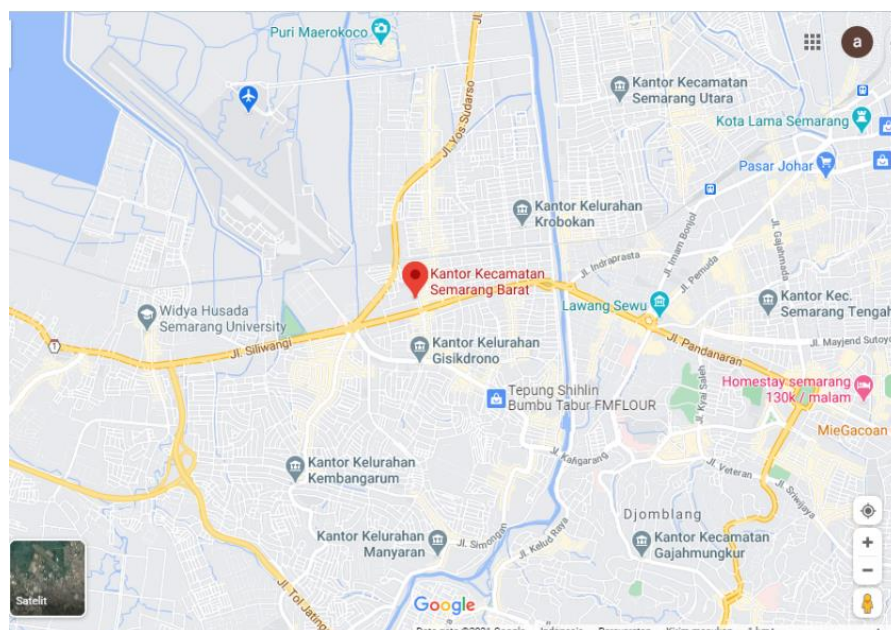 Puri Maerokoco
a
Kantor Kecamatan
Semarang Utara
Kota Lama Semarang
Jl. Yos Sudarso
Pasar Johar
Kantor Kelurahan
Krobokan
Jl. Imam Bonjol
Jl. Gajahmada
Jl. Indraprasta
Jl. Pemuda
Kantor Kecamatan
Semarang Barat
Lawang Sewu
Kantor Kec.
Semarang Tengah
Widya Husada
Semarang University
Jl. Siliwangi
Kantor Kelurahan
Gisikdrono
Jl. Pandanaran
Jl. Mayjend Sutoyo
1
Tepung Shihlin
Bumbu Tabur FMFLOUR
Jl. Kyai Saleh
Homestay semarang
130k / malam
MieGacoan
Jl. Kaligarang
Kantor Kelurahan
Kembangarum
Jl. Veteran
Jl. Sriwijaya
Djomblang
Kantor Kelurahan
Manyaran
Jl. Simongan
Jl. Kelud Raya
Kantor Kecamatan
Gajahmungkur
Jl. Tol Jating
Satelit
Google